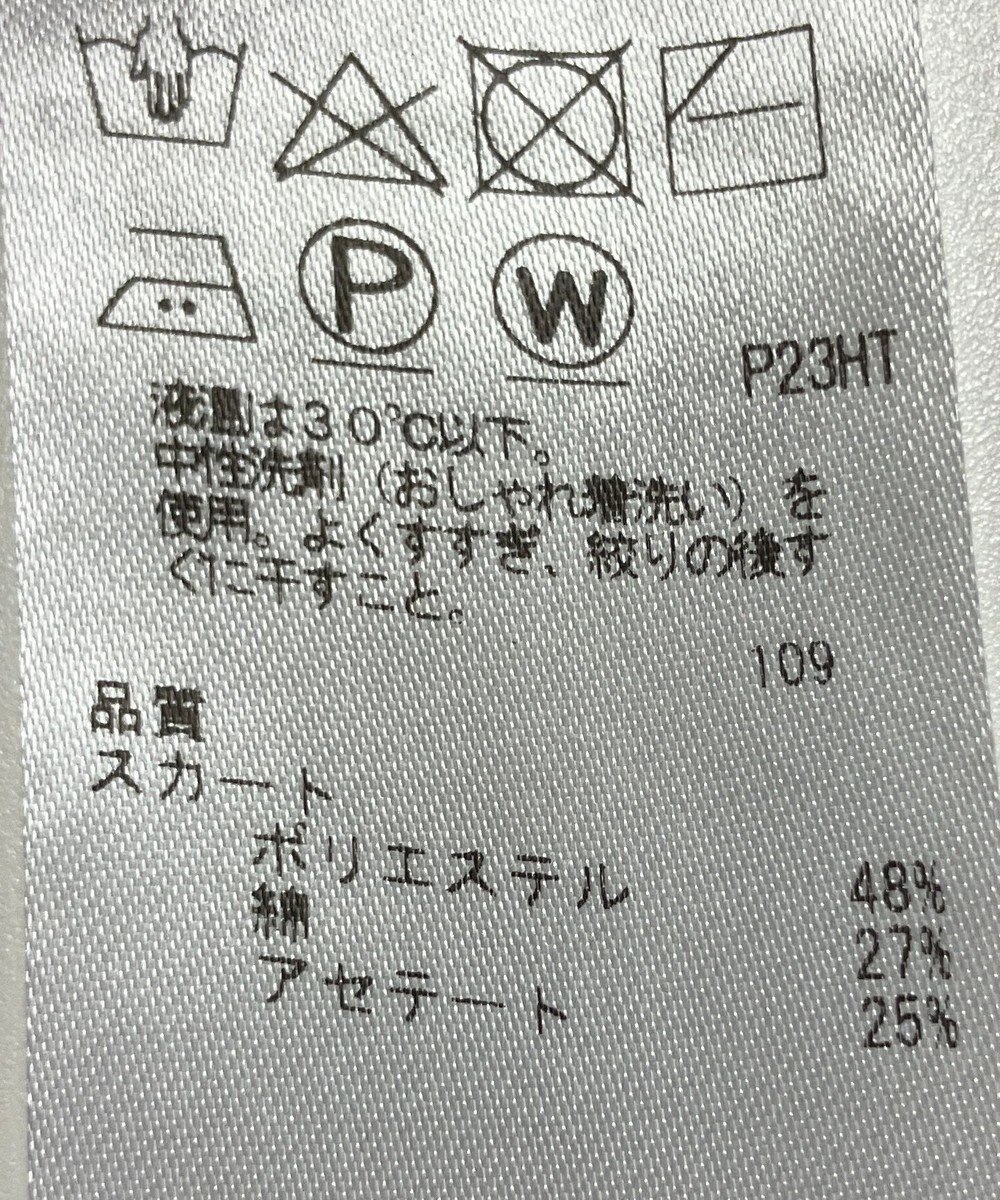 P W
P23HT
液温は30℃以下。
中性洗剤(おしゃれ着洗い)を
使用。よくすすぎ、絞りの後す
ぐに干すこと。
109
品質
スカート
ポリエステル 48%
綿 27%
アセテート 25%